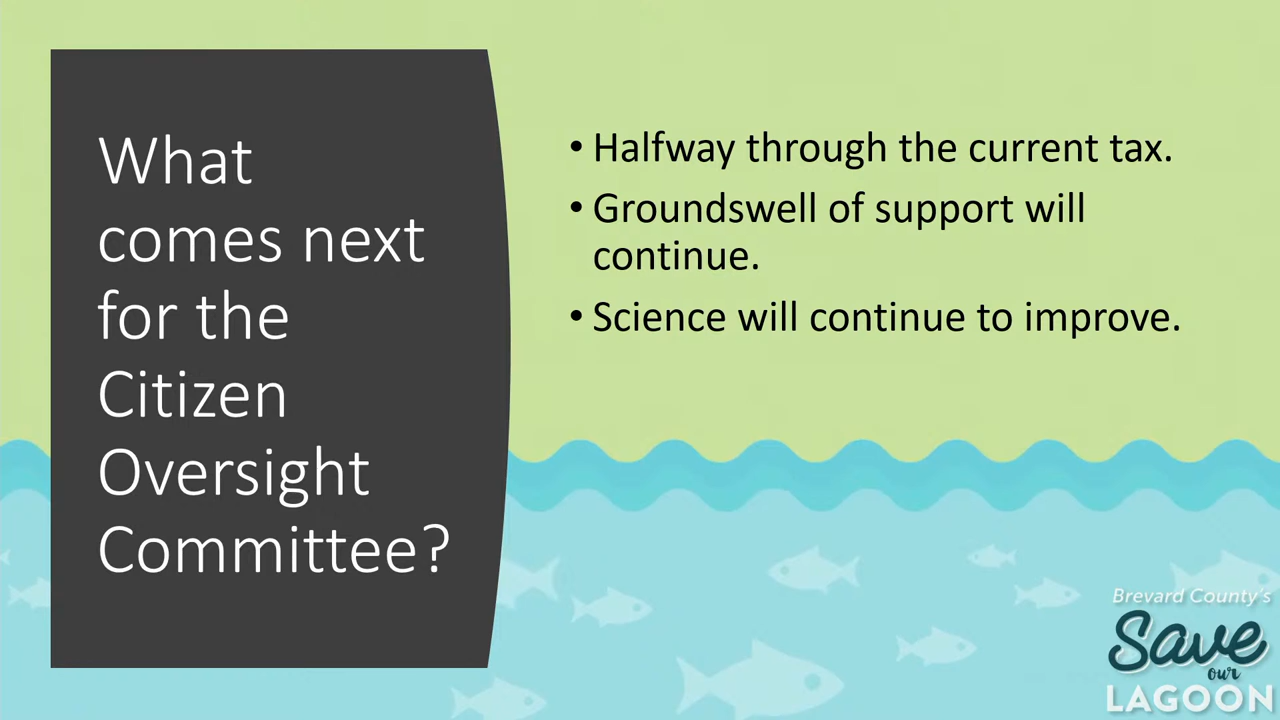 What
comes next
for the
Citizen
Oversight
Committee?
• Halfway through the current tax.
• Groundswell of support will
continue.
• Science will continue to improve.
Brevard County's
Save
our
LAGOON